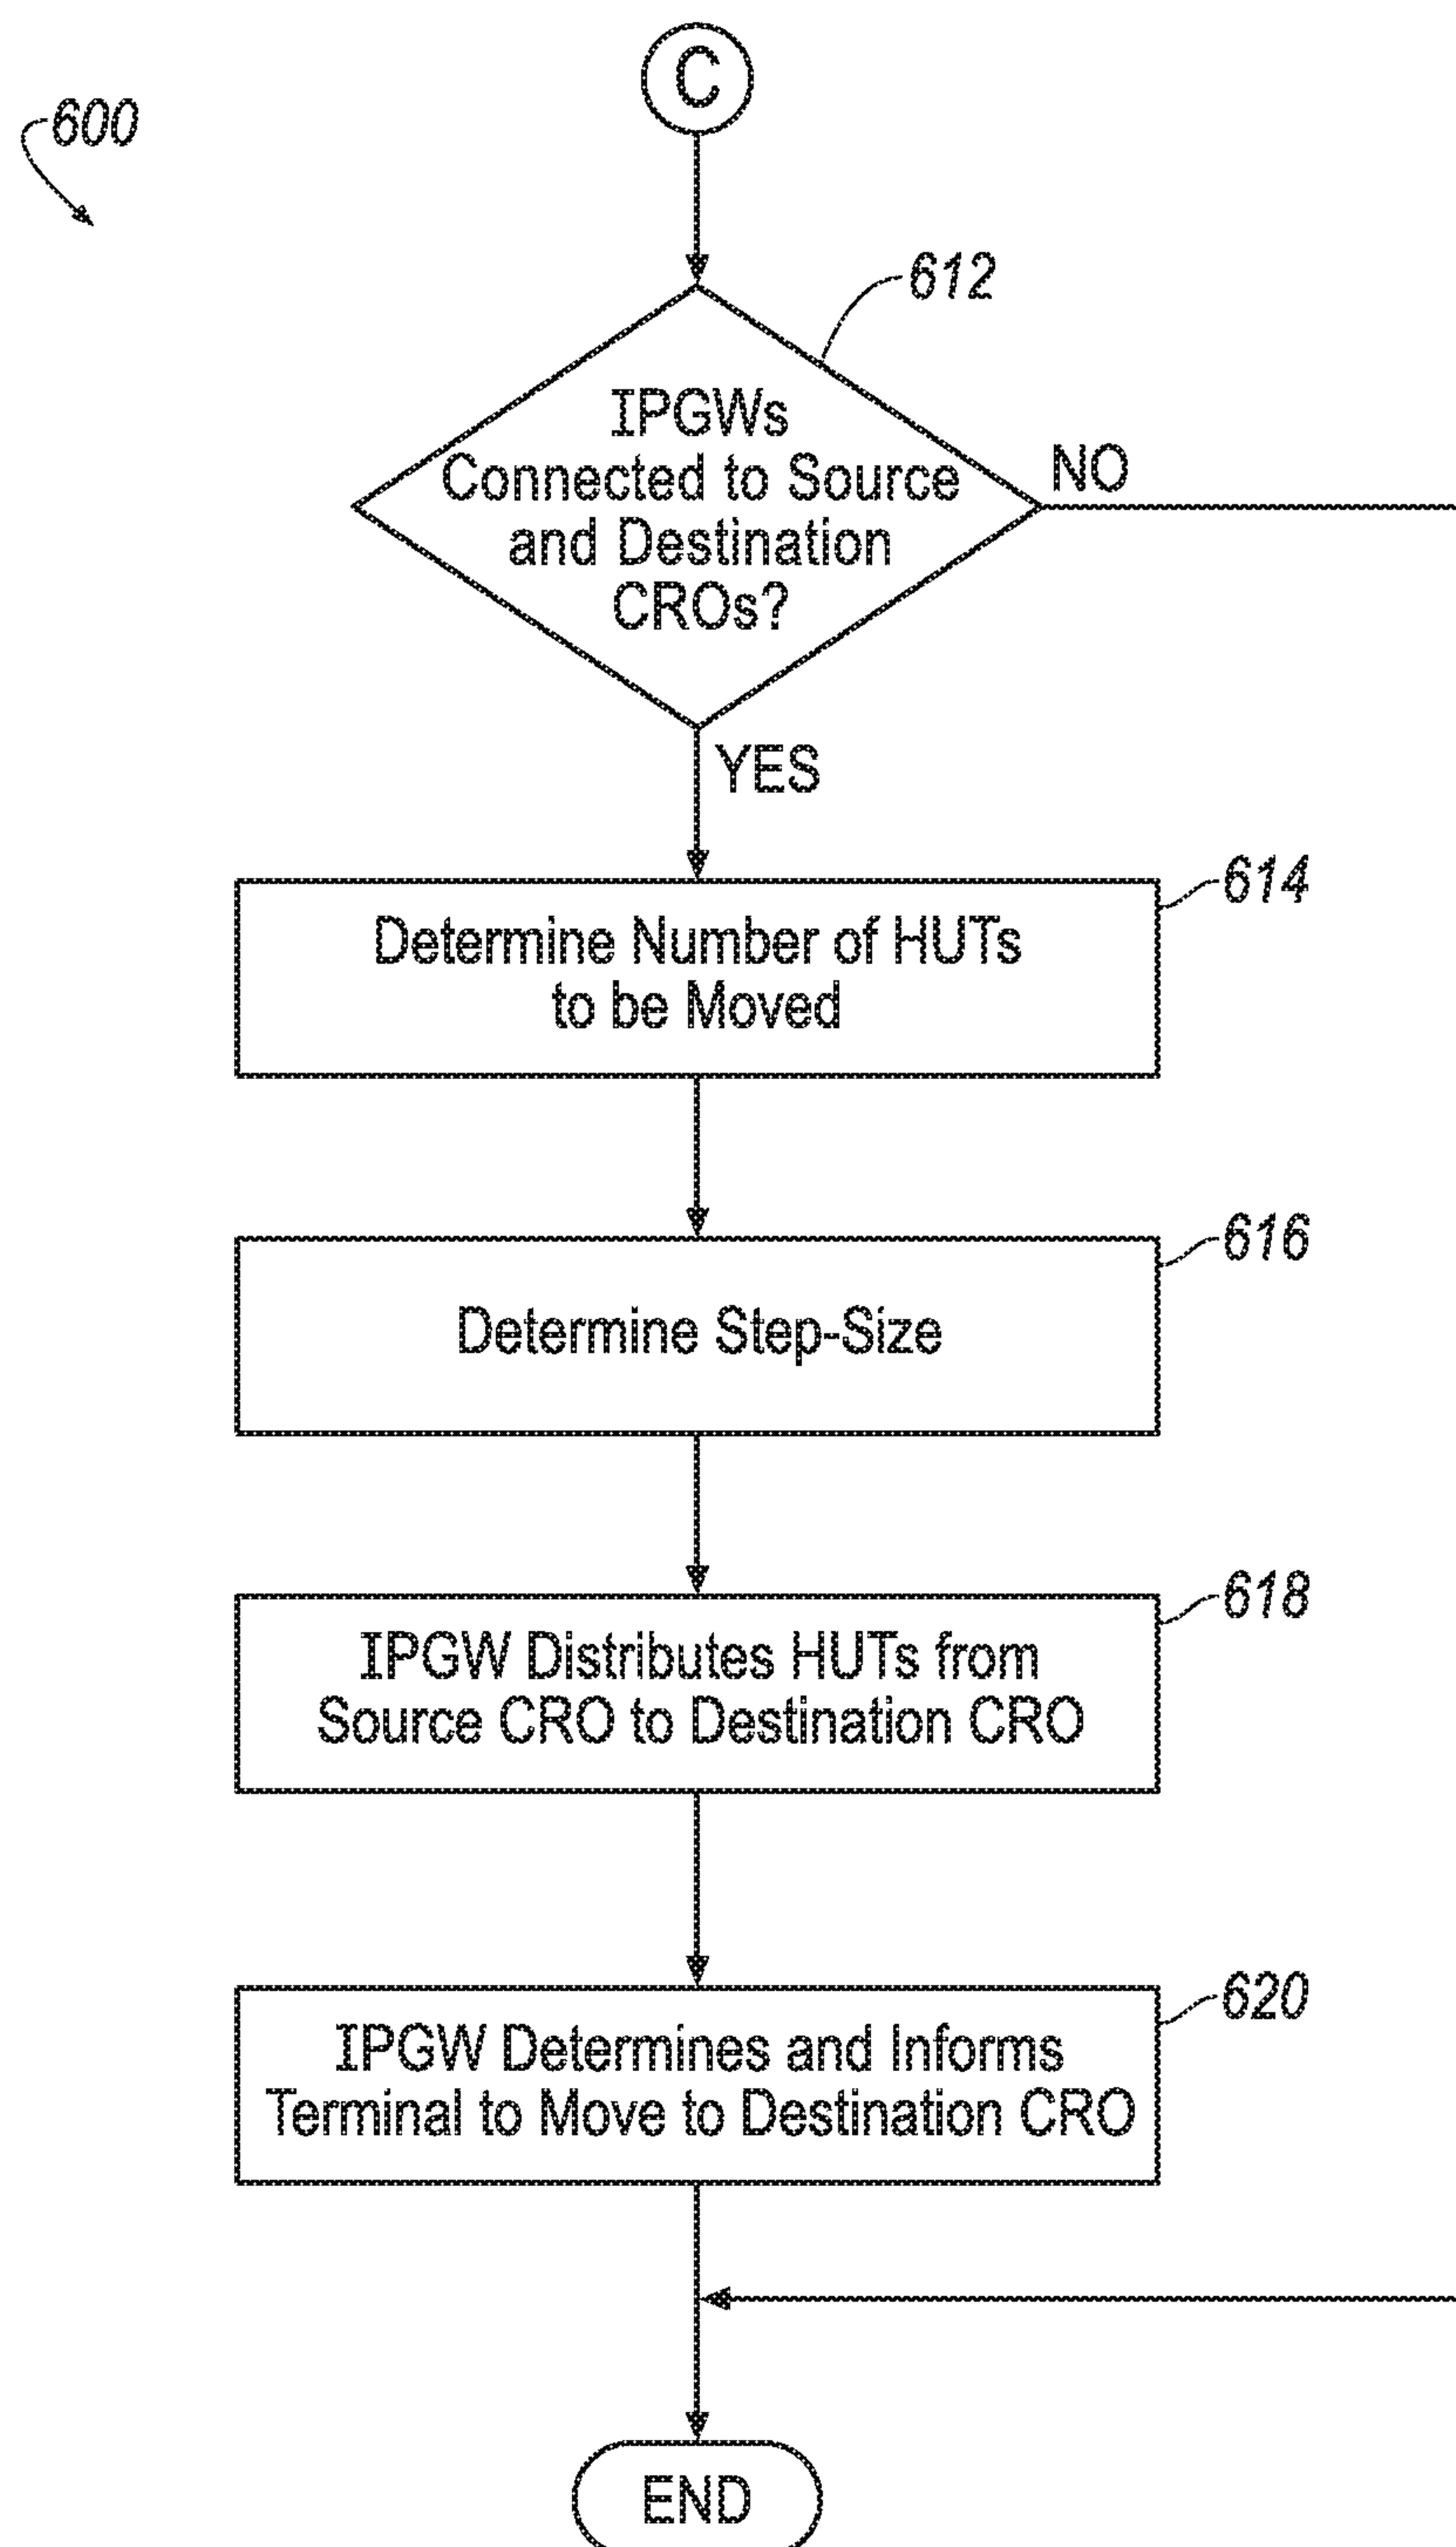 C
600
612
IPGWs
Connected to Source
and Destination
CROs?
NO
YES
614
Determine Number of HUTs
to be Moved
616
Determine Step-Size
618
IPGW Distributes HUTs from
Source CRO to Destination CRO
620
IPGW Determines and Informs
Terminal to Move to Destination CRO
END